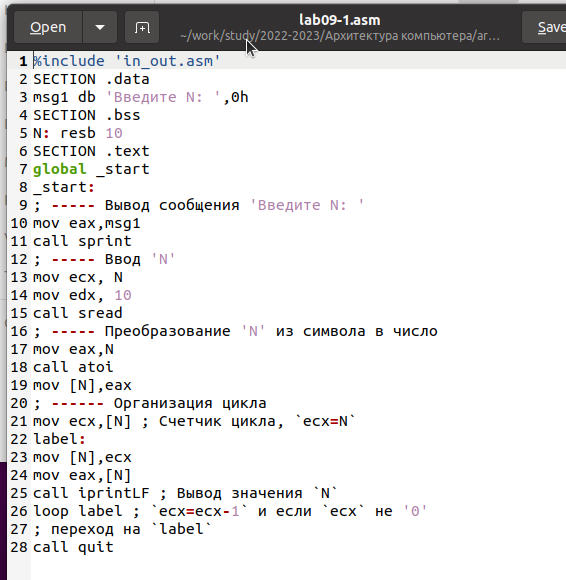 Open
lab09-1.asm
~/work/study/2022-2023/Архитектура компьютера/ar…
Save
1 %include 'in_out.asm'
2 SECTION .data
3 msg1 db 'Введите N: ',0h
4 SECTION .bss
5 N: resb 10
6 SECTION .text
7 global _start
8 _start:
9 ; ----- Вывод сообщения 'Введите N: '
10 mov eax,msg1
11 call sprint
12 ; ----- Ввод 'N'
13 mov ecx, N
14 mov edx, 10
15 call sread
16 ; ----- Преобразование 'N' из символа в число
17 mov eax,N
18 call atoi
19 mov [N],eax
20 ; ------ Организация цикла
21 mov ecx,[N] ; Счетчик цикла, `ecx=N`
22 label:
23 mov [N],ecx
24 mov eax,[N]
25 call iprintLF ; Вывод значения `N`
26 loop label ; `ecx=ecx-1` и если `ecx` не '0'
27 ; переход на `label`
28 call quit